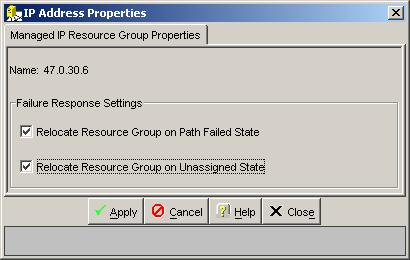 IP Address Properties
Managed IP Resource Group Properties
Name: 47.0.30.6
Failure Response Settings
Relocate Resource Group on Path Failed State
Relocate Resource Group on Unassigned State
Apply Cancel Help Close